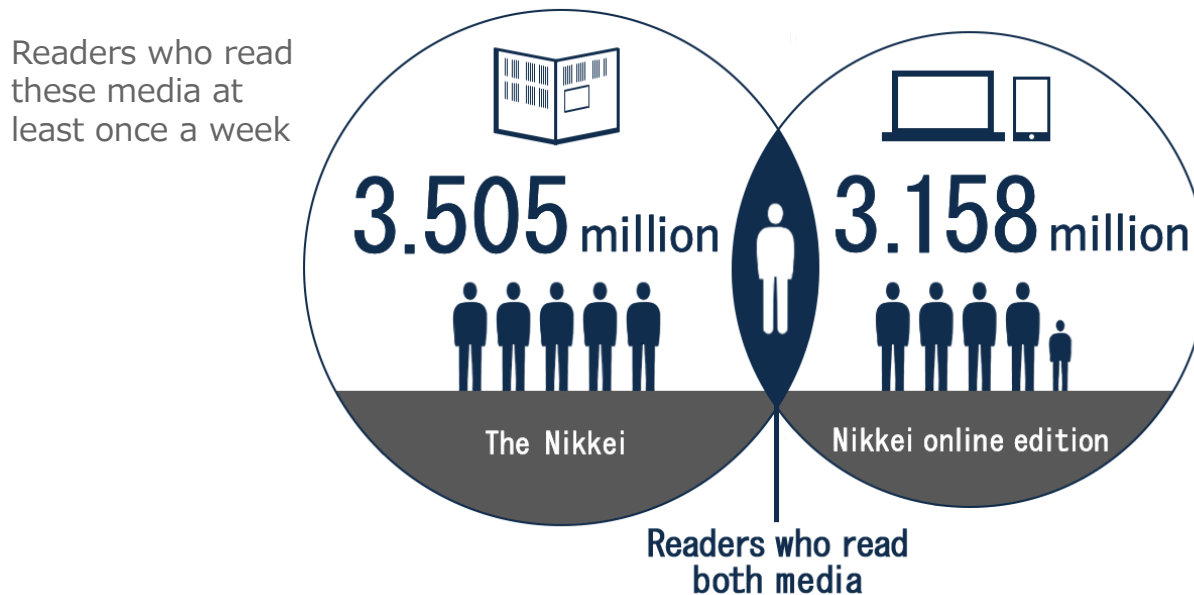 Readers who read
these media at
least once a week
3.505 million
3.158 million
The Nikkei
Nikkei online edition
Readers who read
both media